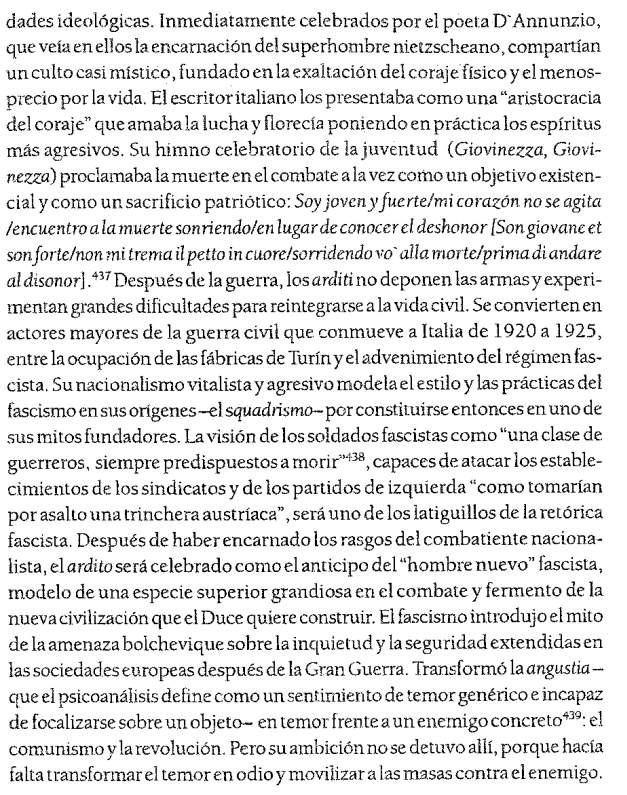 dades ideológicas. Inmediatamente celebrados por el poeta D`Annunzio,
que veía en ellos la encarnación del superhombre nietzscheano, compartían
un culto casi místico, fundado en la exaltación del coraje físico y el menos-
precio por la vida. El escritor italiano los presentaba como una “aristocracia
del coraje” que amaba la lucha y florecía poniendo en práctica los espíritus
más agresivos. Su himno celebratorio de la juventud (Giovinezza, Giovi-
nezza) proclamaba la muerte en el combate a la vez como un objetivo existen-
cial y como un sacrificio patriótico: Soy joven y fuerte/mi corazón no se agita
/encuentro a la muerte sonriendo/en lugar de conocer el deshonor [Son giovane et
son forte/non mi trema il petto in cuore/sorridendo vo` alla morte/prima di andare
al disonor].437 Después de la guerra, los arditi no deponen las armas y experi-
mentan grandes dificultades para reintegrarse a la vida civil. Se convierten en
actores mayores de la guerra civil que conmueve a Italia de 1920 a 1925,
entre la ocupación de las fábricas de Turín y el advenimiento del régimen fas-
cista. Su nacionalismo vitalista y agresivo modela el estilo y las prácticas del
fascismo en sus orígenes –el squadrismo– por constituirse entonces en uno de
sus mitos fundadores. La visión de los soldados fascistas como “una clase de
guerreros, siempre predispuestos a morir”438, capaces de atacar los estable-
cimientos de los sindicatos y de los partidos de izquierda “como tomarían
por asalto una trinchera austríaca”, será uno de los latiguillos de la retórica
fascista. Después de haber encarnado los rasgos del combatiente naciona-
lista, el ardito será celebrado como el anticipo del “hombre nuevo” fascista,
modelo de una especie superior grandiosa en el combate y fermento de la
nueva civilización que el Duce quiere construir. El fascismo introdujo el mito
de la amenaza bolchevique sobre la inquietud y la seguridad extendidas en
las sociedades europeas después de la Gran Guerra. Transformó la angustia –
que el psicoanálisis define como un sentimiento de temor genérico e incapaz
de focalizarse sobre un objeto– en temor frente a un enemigo concreto439: el
comunismo y la revolución. Pero su ambición no se detuvo allí, porque hacía
falta transformar el temor en odio y movilizar a las masas contra el enemigo.